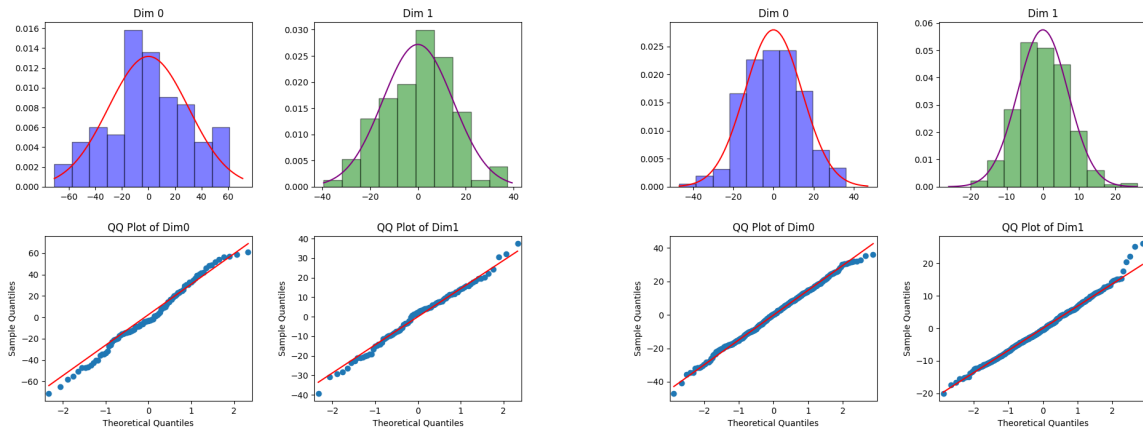 Dim 0
0.016
0.014
0.012
0.010
0.008
0.006
0.004
0.002
0.000
−60 −40 −20 0 20 40 60
Dim 1
0.030
0.025
0.020
0.015
0.010
0.005
0.000
−40 −20 0 20 40
QQ Plot of Dim0
60
40
20
0
−20
−40
−60
Sample Quantiles
−2 −1 0 1 2
Theoretical Quantiles
QQ Plot of Dim1
40
30
20
10
0
−10
−20
−30
−40
Sample Quantiles
−2 −1 0 1 2
Theoretical Quantiles
Dim 0
0.025
0.020
0.015
0.010
0.005
0.000
−40 −20 0 20 40
Dim 1
0.06
0.05
0.04
0.03
0.02
0.01
0.00
−20 −10 0 10 20
QQ Plot of Dim0
40
20
0
−20
−40
Sample Quantiles
−2 −1 0 1 2 3
Theoretical Quantiles
QQ Plot of Dim1
20
10
0
−10
−20
Sample Quantiles
−2 −1 0 1 2 3
Theoretical Quantiles